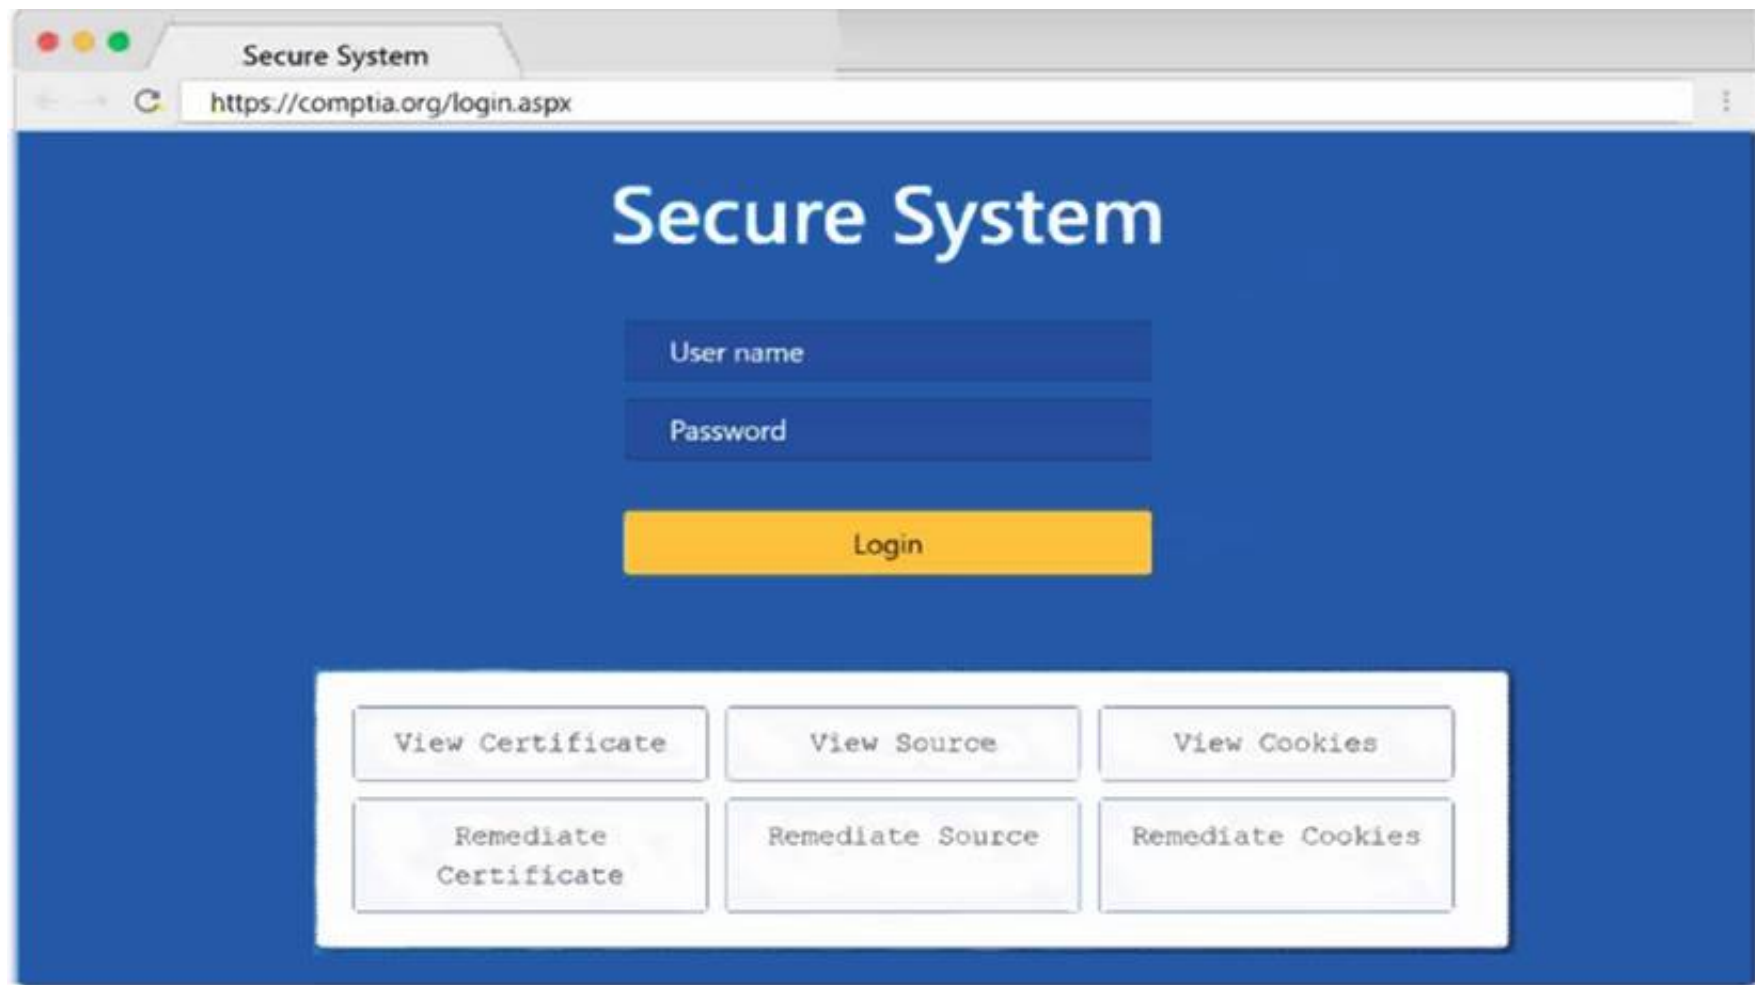 Secure System
https://comptia.org/login.aspx
Secure System
User name
Password
Login
View Certificate
View Source
View Cookies
Remediate
Certificate
Remediate Source
Remediate Cookies